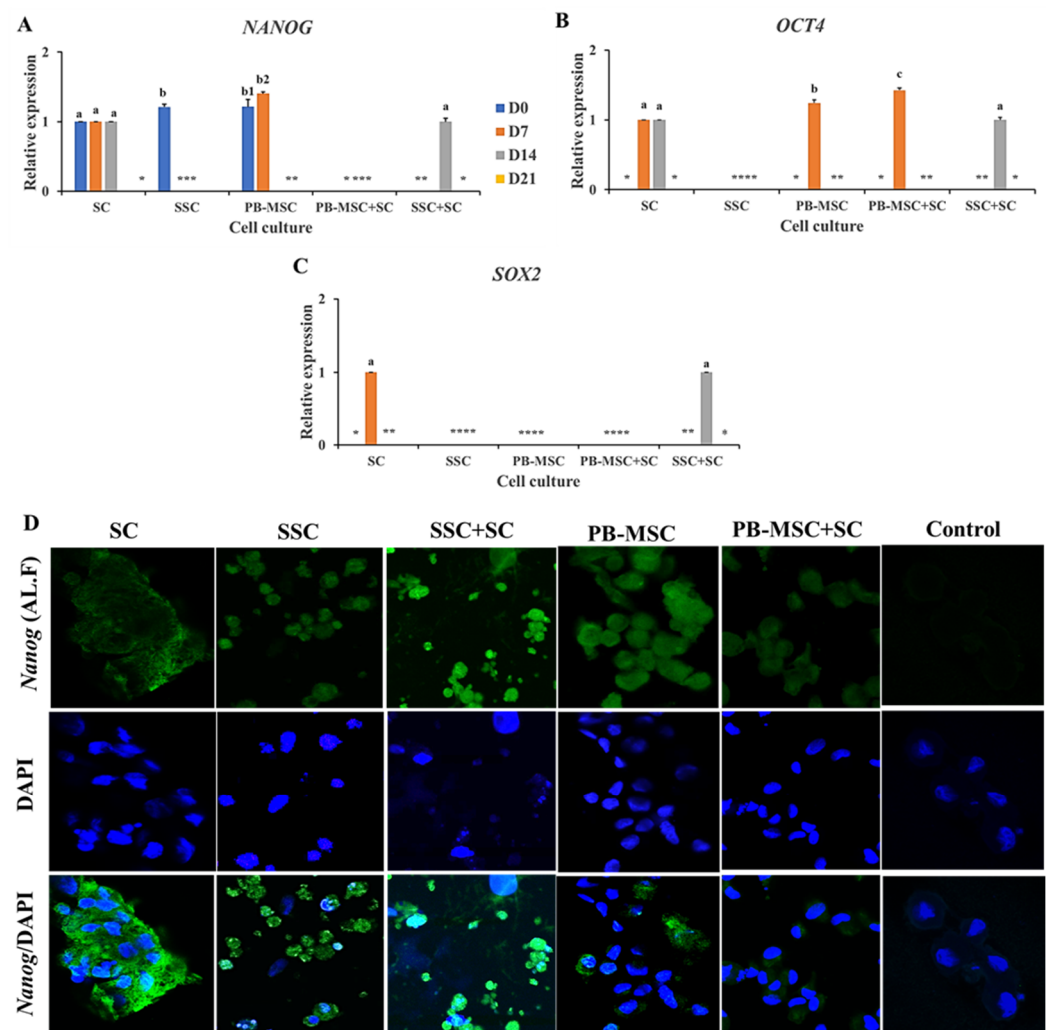 A
NANOG
Relative expression
2
1
0
a a a
b
b1 b2
a
* *** ** **** ** *
SC SSC PB-MSC PB-MSC+SC SSC+SC
Cell culture
D0
D7
D14
D21
B
OCT4
Relative expression
2
1
0
a a
b
c
a
* * **** * ** * ** ** *
SC SSC PB-MSC PB-MSC+SC SSC+SC
Cell culture
C
SOX2
Relative expression
2
1
0
a
a
* ** **** **** **** ** *
SC SSC PB-MSC PB-MSC+SC SSC+SC
Cell culture
D
SC SSC SSC+SC PB-MSC PB-MSC+SC Control
Nanog (AL.F)
DAPI
Nanog/DAPI